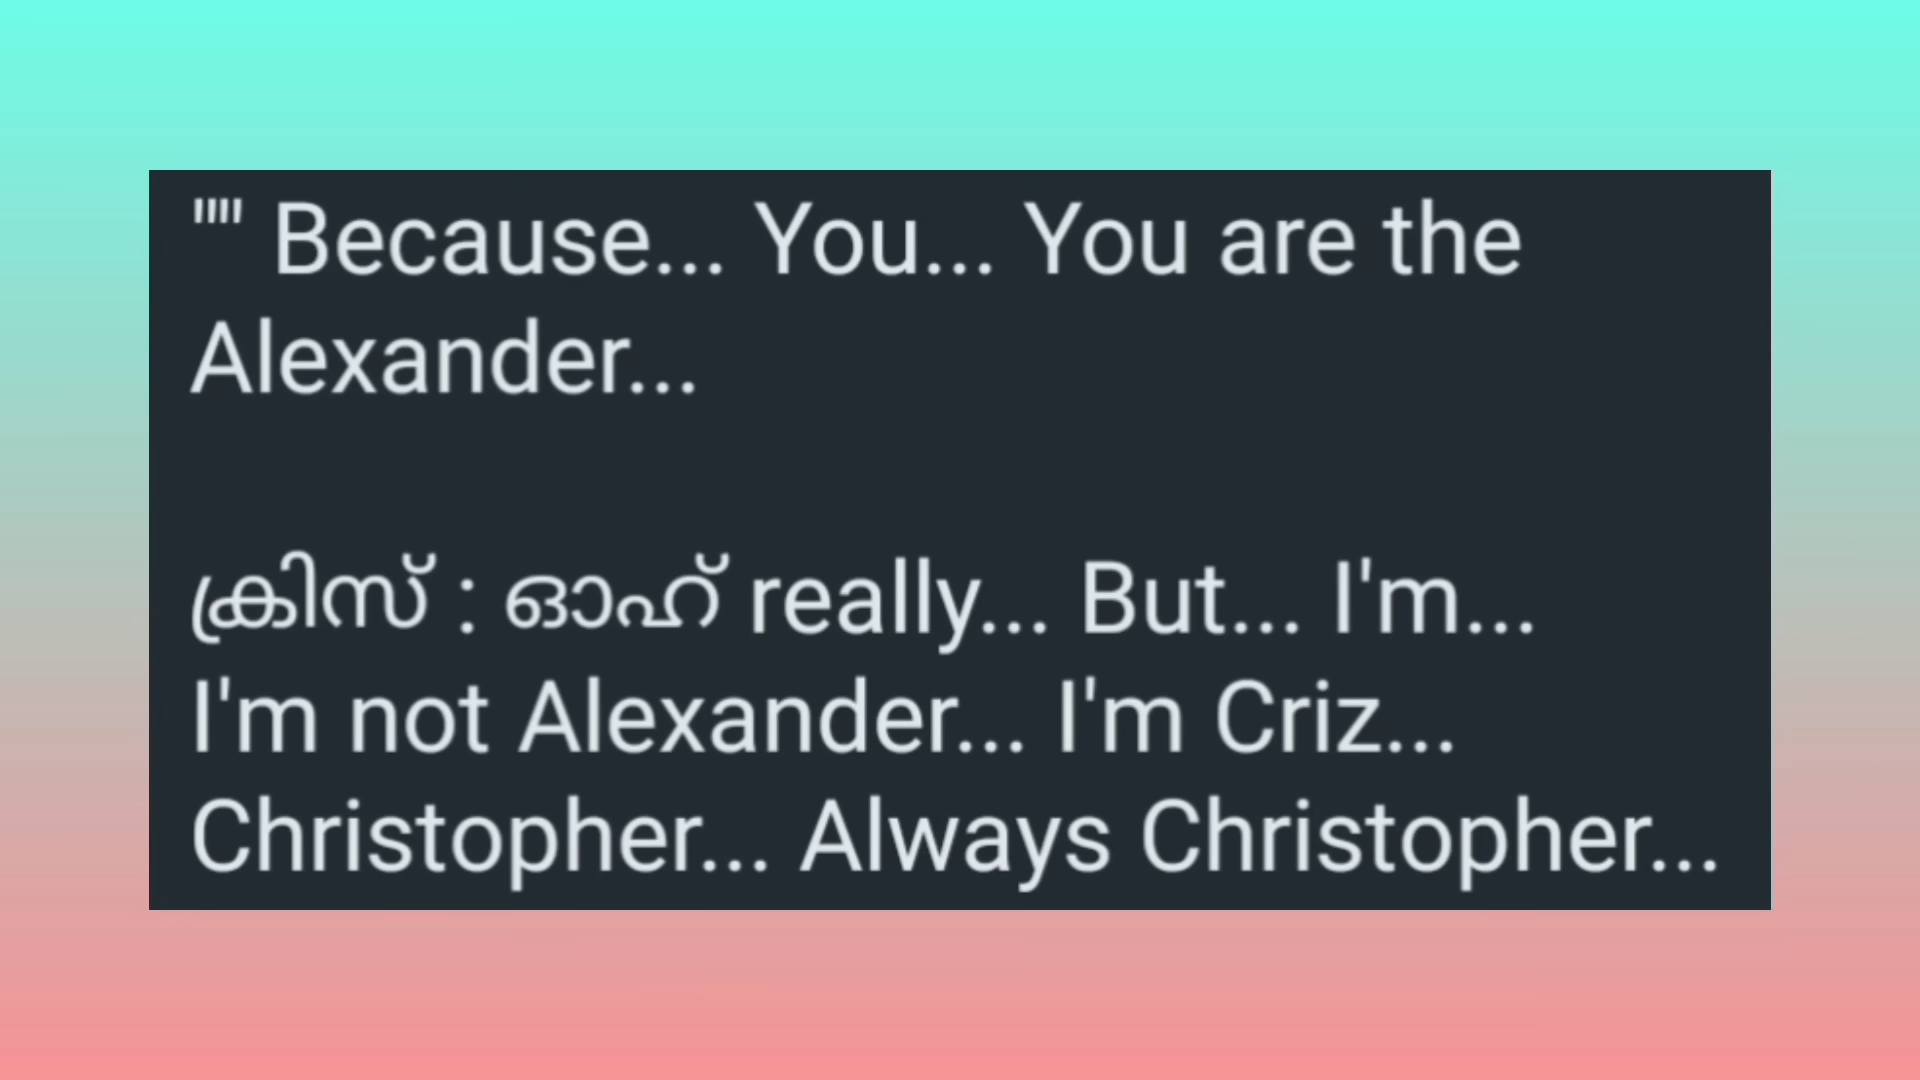 "" Because... You... You are the
Alexander...
ക്രിസ് : ഓഹ് really... But... I'm...
I'm not Alexander... I'm Criz...
Christopher... Always Christopher...